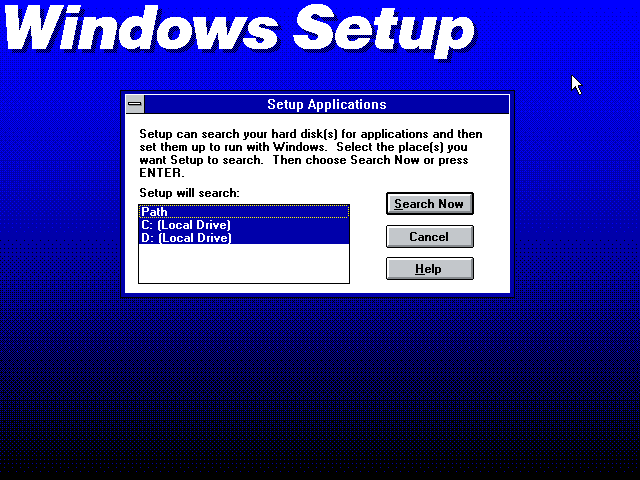 Windows Setup
Setup Applications
Setup can search your hard disk(s) for applications and then
set them up to run with Windows.  Select the place(s) you
want Setup to search.  Then choose Search Now or press
ENTER.
Setup will search:
Path
C: (Local Drive)
D: (Local Drive)
Search Now
Cancel
Help